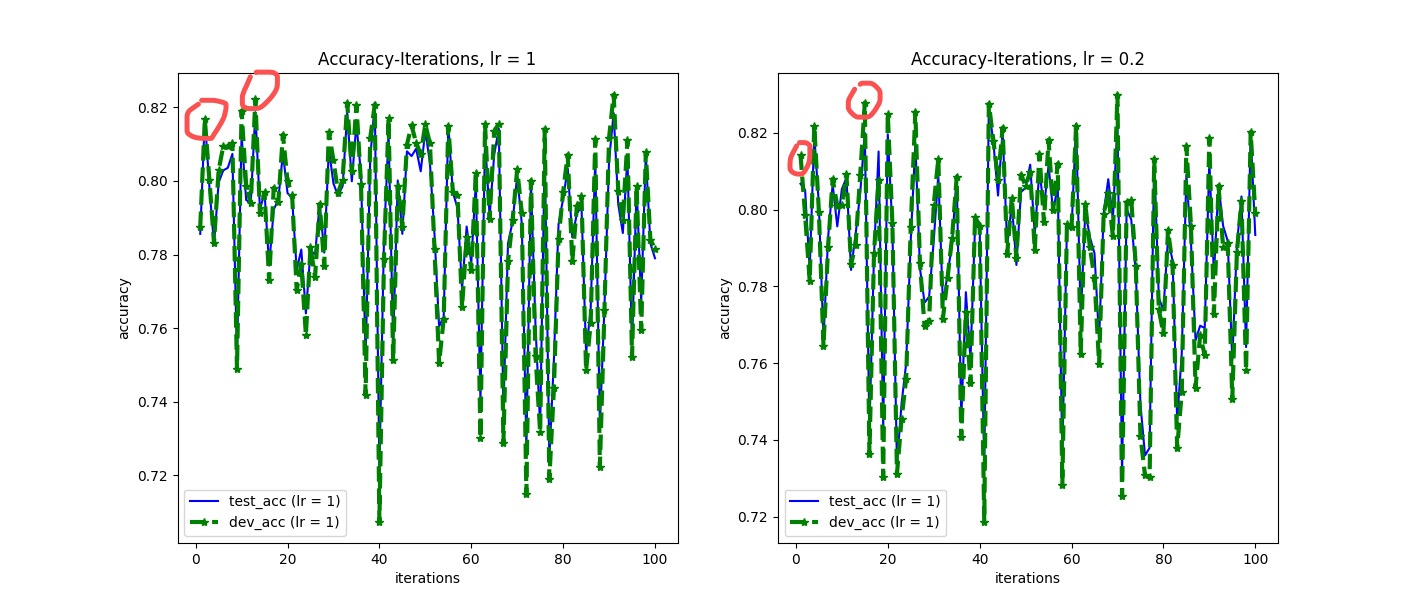 Accuracy-Iterations, lr = 1
accuracy
0.82
0.80
0.78
0.76
0.74
0.72
test_acc (lr = 1)
dev_acc (lr = 1)
0 20 40 60 80 100
iterations
Accuracy-Iterations, lr = 0.2
accuracy
0.82
0.80
0.78
0.76
0.74
0.72
test_acc (lr = 1)
dev_acc (lr = 1)
0 20 40 60 80 100
iterations